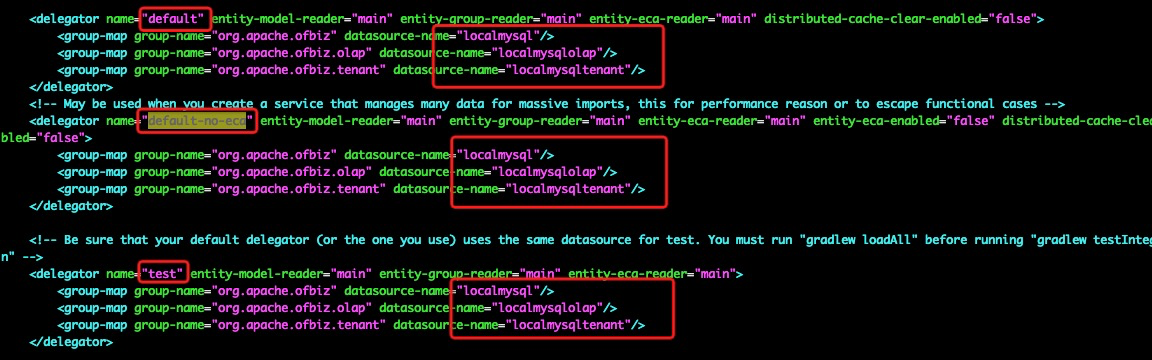 <delegator name="default" entity-model-reader="main" entity-group-reader="main" entity-eca-reader="main" distributed-cache-clear-enabled="false">
<group-map group-name="org.apache.ofbiz" datasource-name="localmysql"/>
<group-map group-name="org.apache.ofbiz.olap" datasource-name="localmysqlolap"/>
<group-map group-name="org.apache.ofbiz.tenant" datasource-name="localmysqltenant"/>
</delegator>
<!-- May be used when you create a service that manages many data for massive imports, this for performance reason or to escape functional cases -->
<delegator name="default-no-eca" entity-model-reader="main" entity-group-reader="main" entity-eca-reader="main" entity-eca-enabled="false" distributed-cache-clea
bled="false">
<group-map group-name="org.apache.ofbiz" datasource-name="localmysql"/>
<group-map group-name="org.apache.ofbiz.olap" datasource-name="localmysqlolap"/>
<group-map group-name="org.apache.ofbiz.tenant" datasource-name="localmysqltenant"/>
</delegator>
<!-- Be sure that your default delegator (or the one you use) uses the same datasource for test. You must run "gradlew loadAll" before running "gradlew testInteg
n" -->
<delegator name="test" entity-model-reader="main" entity-group-reader="main" entity-eca-reader="main">
<group-map group-name="org.apache.ofbiz" datasource-name="localmysql"/>
<group-map group-name="org.apache.ofbiz.olap" datasource-name="localmysqlolap"/>
<group-map group-name="org.apache.ofbiz.tenant" datasource-name="localmysqltenant"/>
</delegator>